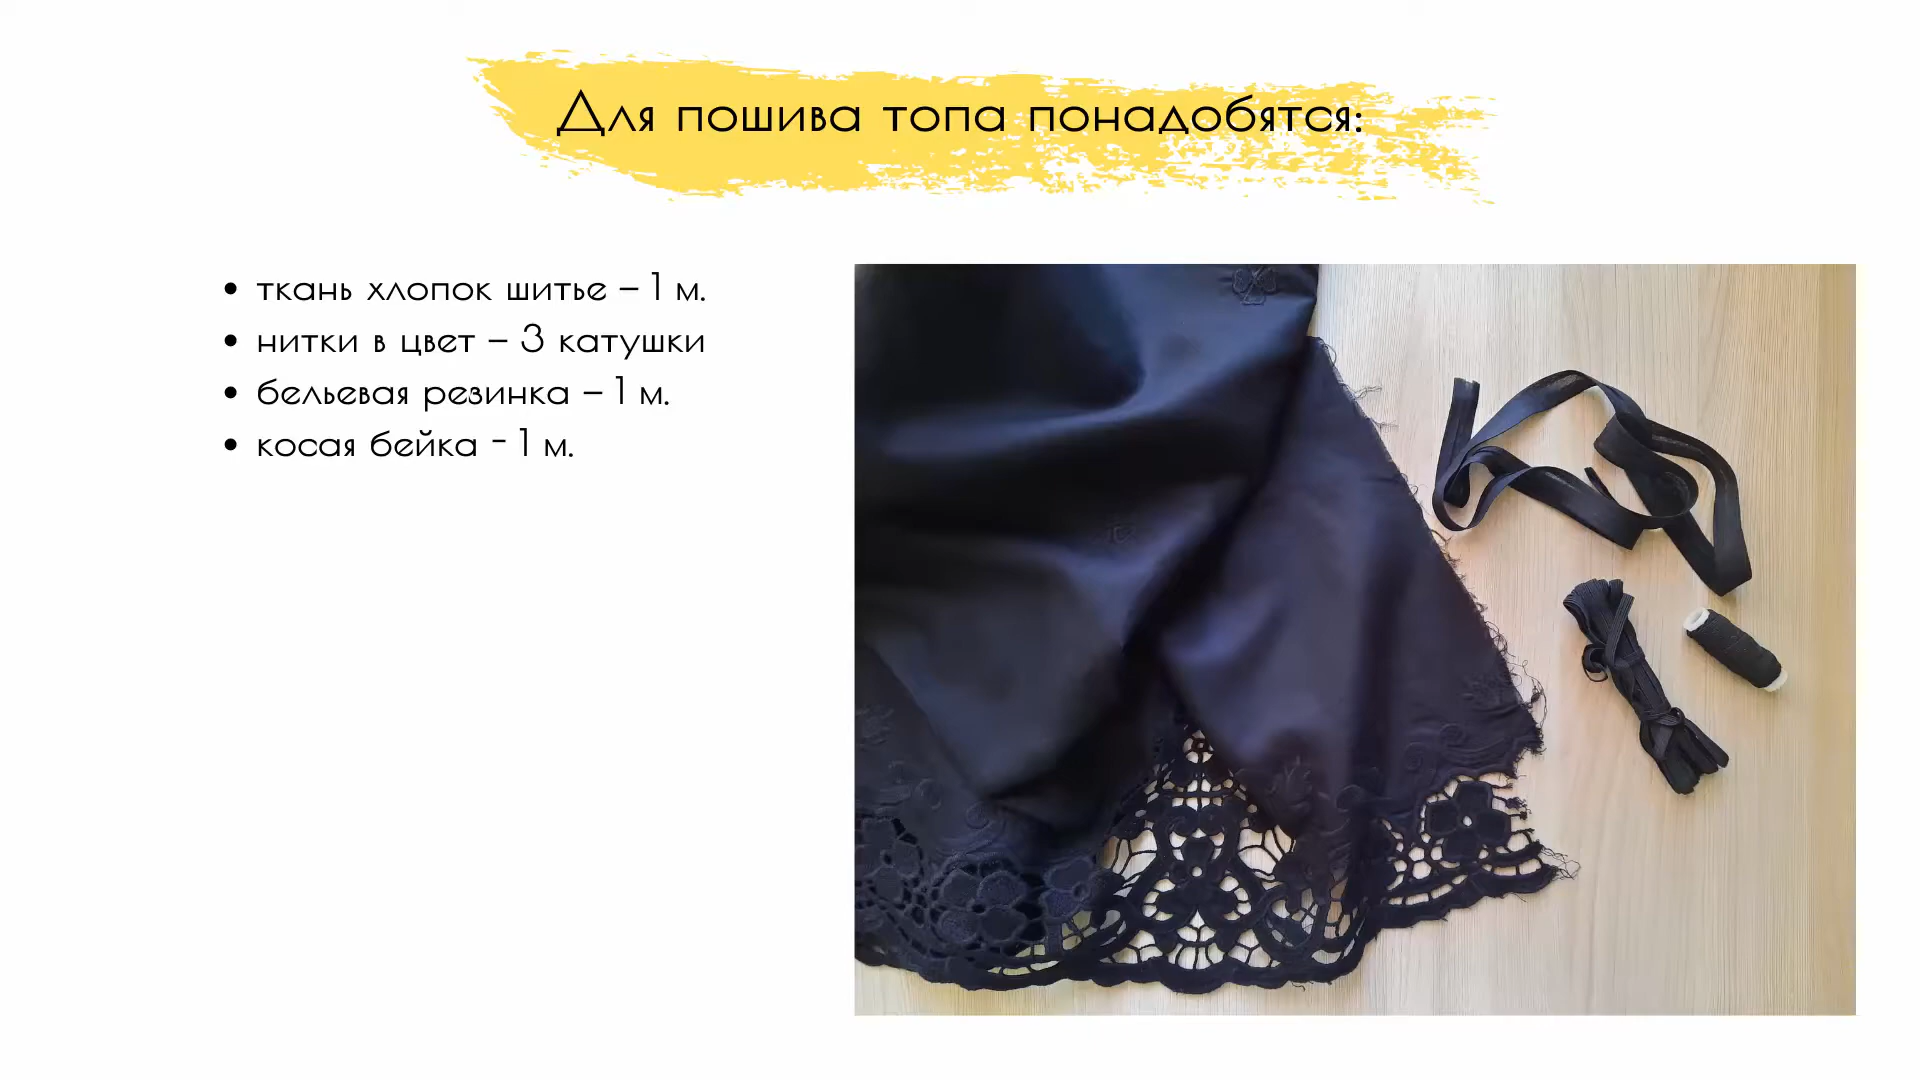 Для пошива топа понадобятся:
• ткань хлопок шитье – 1 м.
• нитки в цвет – 3 катушки
• бельевая резинка – 1 м.
• косая бейка - 1 м.